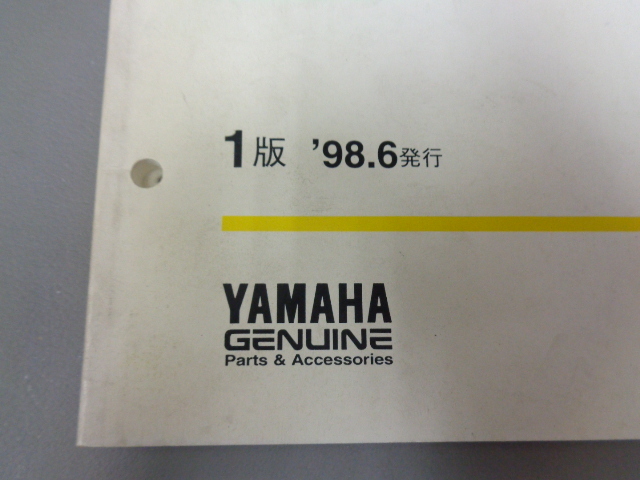 1版 ’98.6発行
YAMAHA
GENUINE
Parts & Accessories